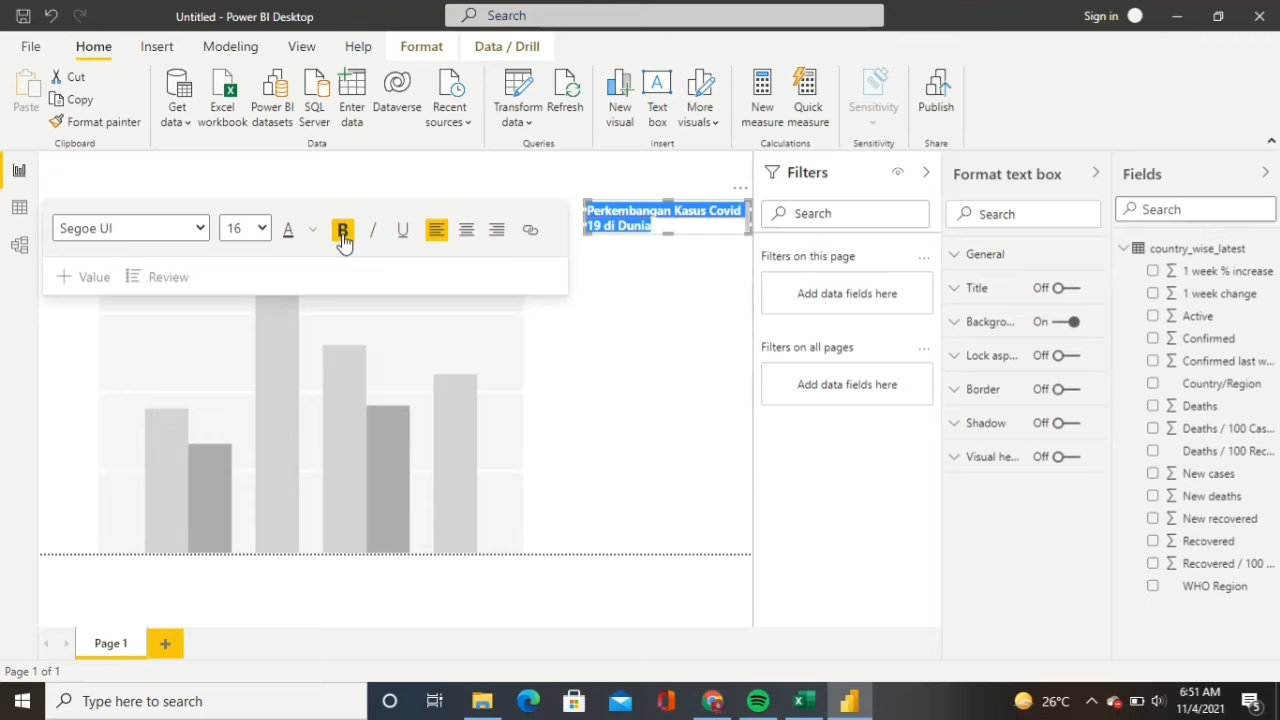 Untitled - Power BI Desktop
Search
Sign in
File
Home
Insert
Modeling
View
Help
Format
Data / Drill
Paste
Cut
Copy
Format painter
Clipboard
Get data
Excel workbook
Power BI datasets
SQL Server
Enter data
Dataverse
Recent sources
Data
Transform data
Refresh
Queries
New visual
Text box
More visuals
Insert
New measure
Quick measure
Calculations
Sensitivity
Sensitivity
Publish
Share
Segoe UI
16
A
B
I
U
Value
Review
Perkembangan Kasus Covid
19 di Dunia
Filters
Search
Filters on this page
Add data fields here
Filters on all pages
Add data fields here
Format text box
Search
General
Title Off
Backgro... On
Lock asp... Off
Border Off
Shadow Off
Visual he... Off
Fields
Search
country_wise_latest
1 week % increase
1 week change
Active
Confirmed
Confirmed last w...
Country/Region
Deaths
Deaths / 100 Cas...
Deaths / 100 Rec...
New cases
New deaths
New recovered
Recovered
Recovered / 100 ...
WHO Region
Page 1
Page 1 of 1
Type here to search
26°C
6:51 AM
11/4/2021
5